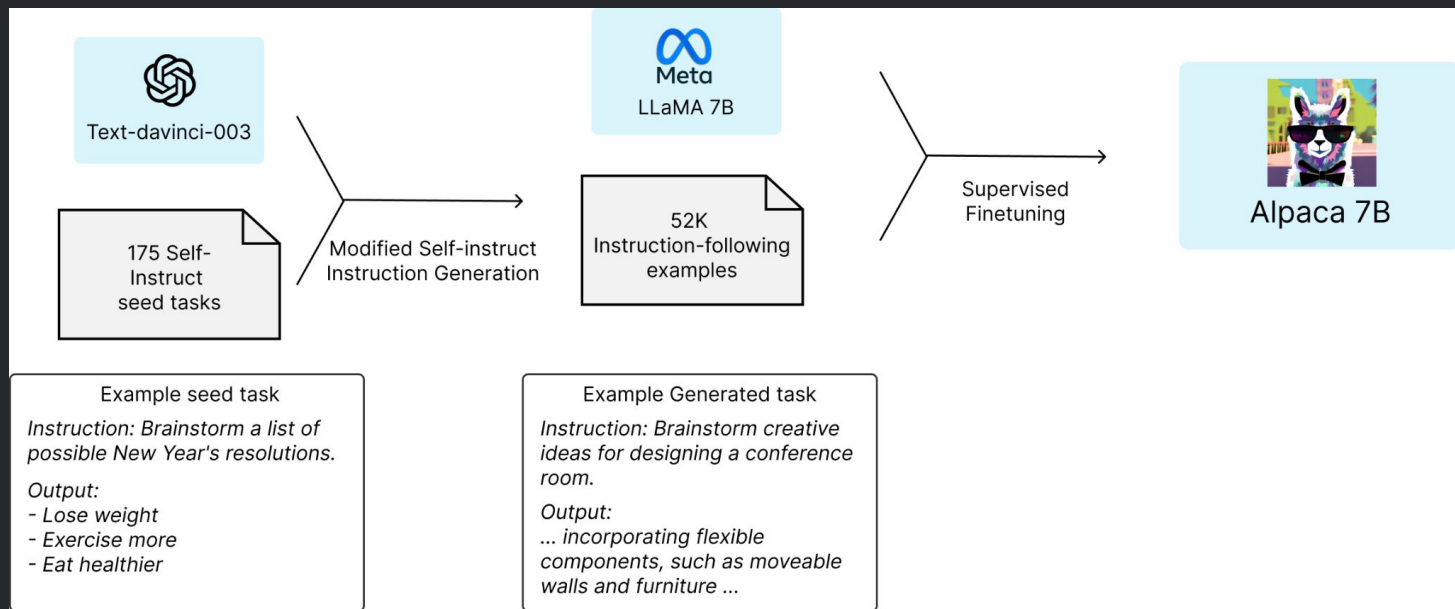 Text-davinci-003
175 Self-
Instruct
seed tasks
Modified Self-instruct
Instruction Generation
Meta
LLaMA 7B
52K
Instruction-following
examples
Supervised
Finetuning
Alpaca 7B
Example seed task
Instruction: Brainstorm a list of
possible New Year's resolutions.
Output:
- Lose weight
- Exercise more
- Eat healthier
Example Generated task
Instruction: Brainstorm creative
ideas for designing a conference
room.
Output:
... incorporating flexible
components, such as moveable
walls and furniture ...